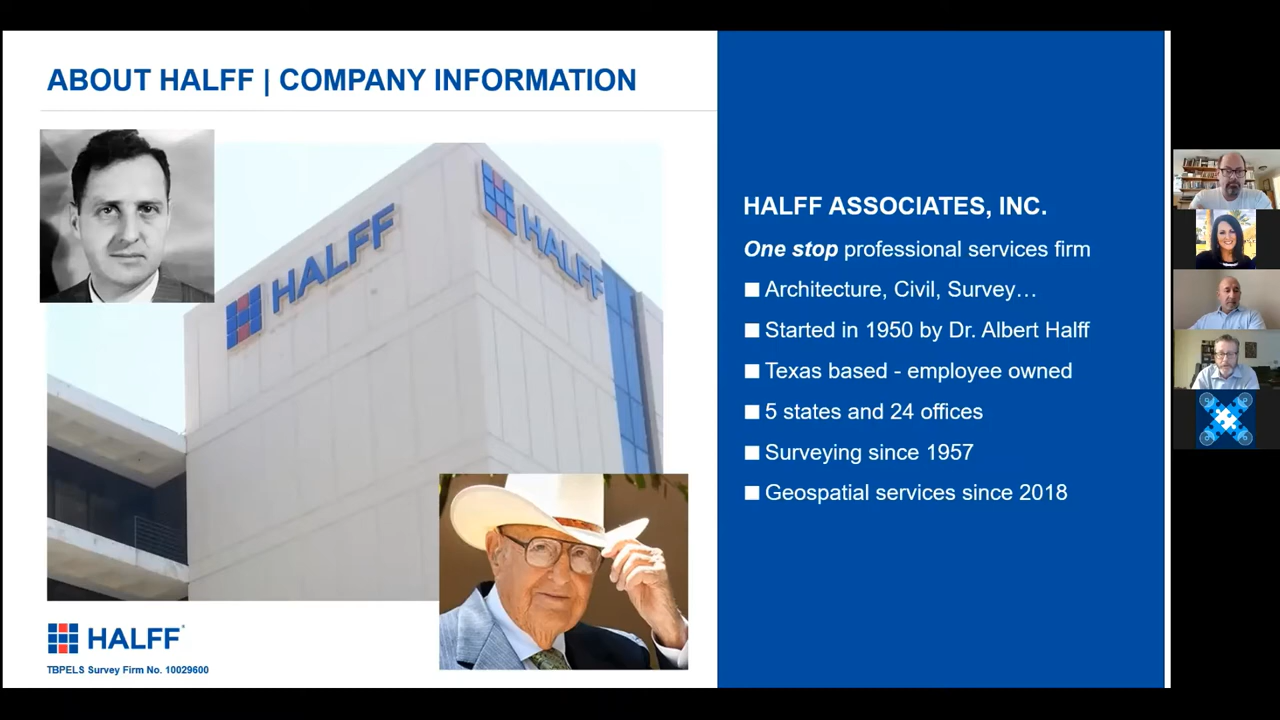 ABOUT HALFF | COMPANY INFORMATION
HALFF
HALFF
HALFF
TBPELS Survey Firm No. 10029600
HALFF ASSOCIATES, INC.
One stop professional services firm
Architecture, Civil, Survey…
Started in 1950 by Dr. Albert Halff
Texas based - employee owned
5 states and 24 offices
Surveying since 1957
Geospatial services since 2018